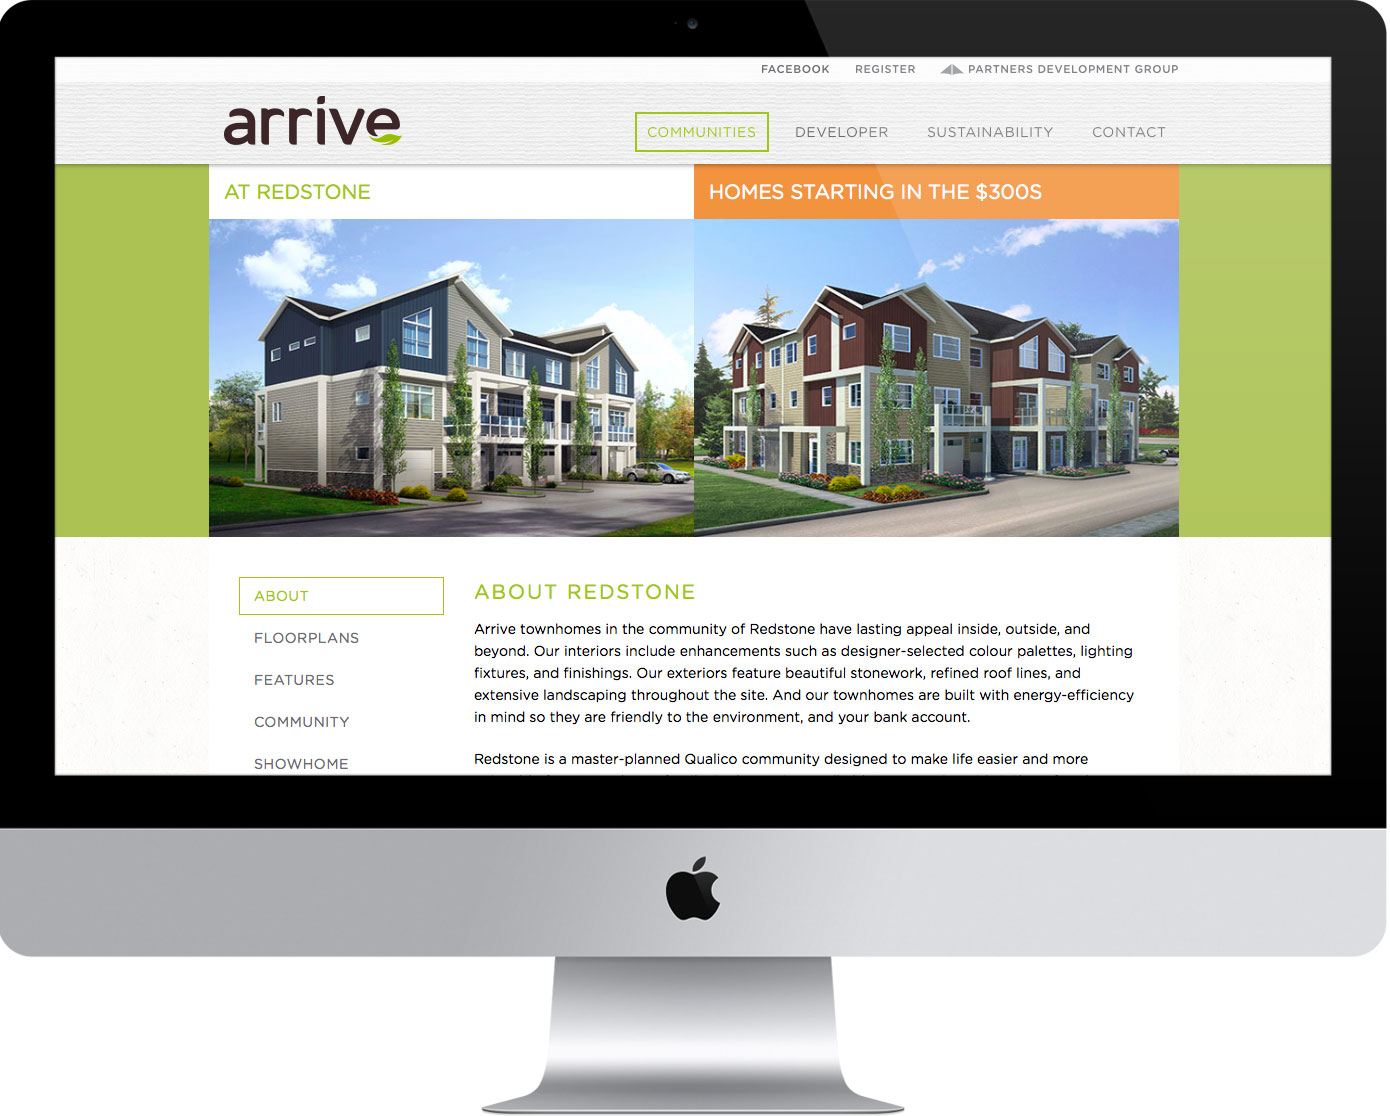 FACEBOOK REGISTER PARTNERS DEVELOPMENT GROUP
arrive
COMMUNITIES DEVELOPER SUSTAINABILITY CONTACT
AT REDSTONE
HOMES STARTING IN THE $300S
ABOUT
FLOORPLANS
FEATURES
COMMUNITY
SHOWHOME
ABOUT REDSTONE
Arrive townhomes in the community of Redstone have lasting appeal inside, outside, and
beyond. Our interiors include enhancements such as designer-selected colour palettes, lighting
fixtures, and finishings. Our exteriors feature beautiful stonework, refined roof lines, and
extensive landscaping throughout the site. And our townhomes are built with energy-efficiency
in mind so they are friendly to the environment, and your bank account.
Redstone is a master-planned Qualico community designed to make life easier and more